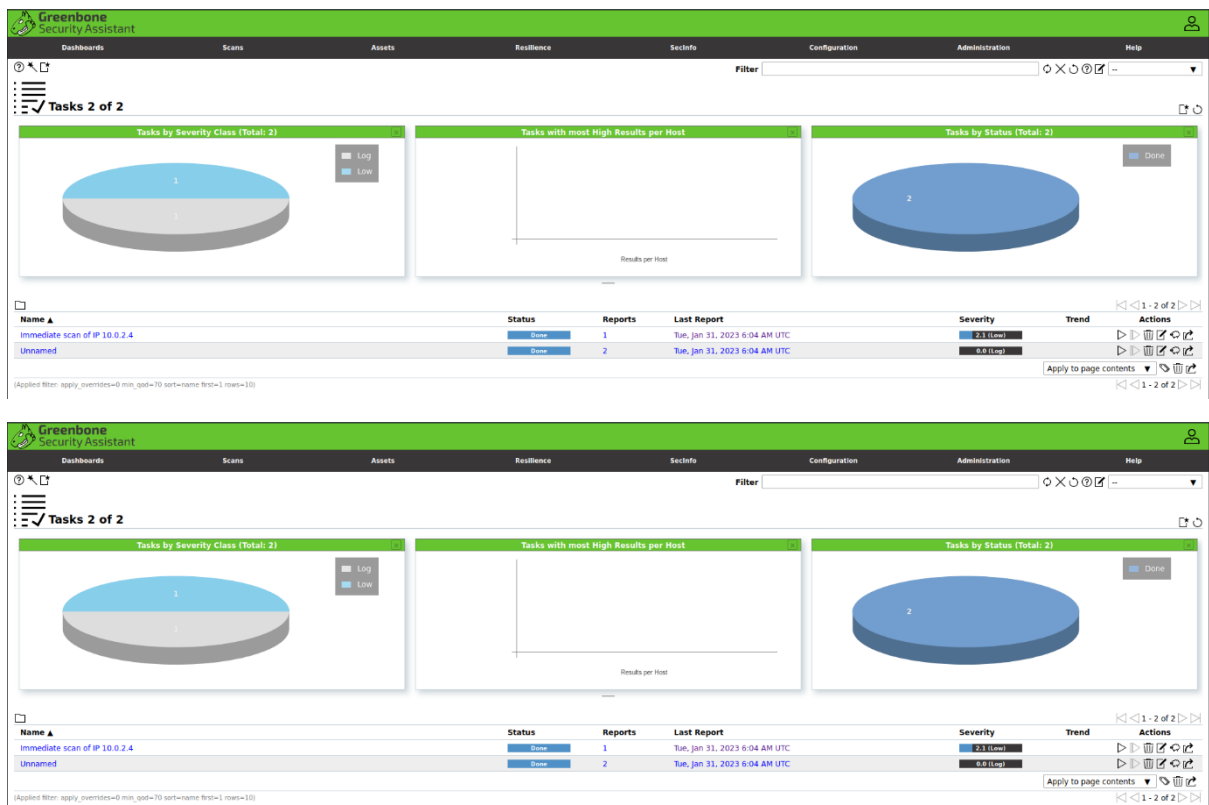 Greenbone
Security Assistant
Dashboards Scans Assets Resilience SecInfo Configuration Administration Help
Filter --
Tasks 2 of 2
Tasks by Severity Class (Total: 2) Tasks with most High Results per Host Tasks by Status (Total: 2)
Log Done
Low
1
2
1
Results per Host
1 - 2 of 2
Name ▲ Status Reports Last Report Severity Trend Actions
Immediate scan of IP 10.0.2.4 Done 1 Tue, Jan 31, 2023 6:04 AM UTC 2.1 (Low)
Unnamed Done 2 Tue, Jan 31, 2023 6:04 AM UTC 0.0 (Log)
Apply to page contents ▼
(Applied filter: apply_overrides=0 min_qod=70 sort=name first=1 rows=10) 1 - 2 of 2
Greenbone
Security Assistant
Dashboards Scans Assets Resilience SecInfo Configuration Administration Help
Filter --
Tasks 2 of 2
Tasks by Severity Class (Total: 2) Tasks with most High Results per Host Tasks by Status (Total: 2)
Log Done
Low
1
2
1
Results per Host
1 - 2 of 2
Name ▲ Status Reports Last Report Severity Trend Actions
Immediate scan of IP 10.0.2.4 Done 1 Tue, Jan 31, 2023 6:04 AM UTC 2.1 (Low)
Unnamed Done 2 Tue, Jan 31, 2023 6:04 AM UTC 0.0 (Log)
Apply to page contents ▼
(Applied filter: apply_overrides=0 min_qod=70 sort=name first=1 rows=10) 1 - 2 of 2